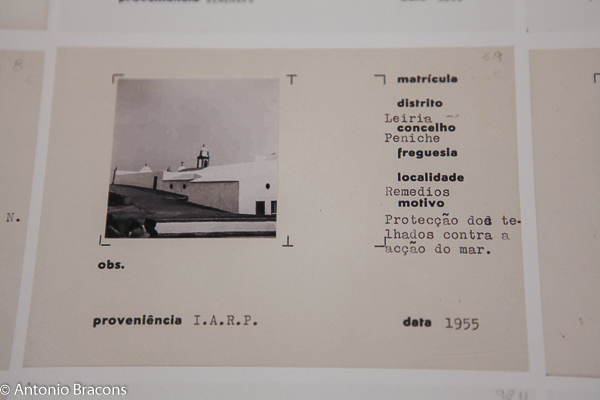 proveniência
matrícula
distrito
Leiria
concelho
Peniche
freguesia
localidade
Remedios
motivo
Protecção dos te-
lhados contra a
acção do mar.
N.
obs.
proveniência I.A.R.P.
data 1955
© Antonio Bracons